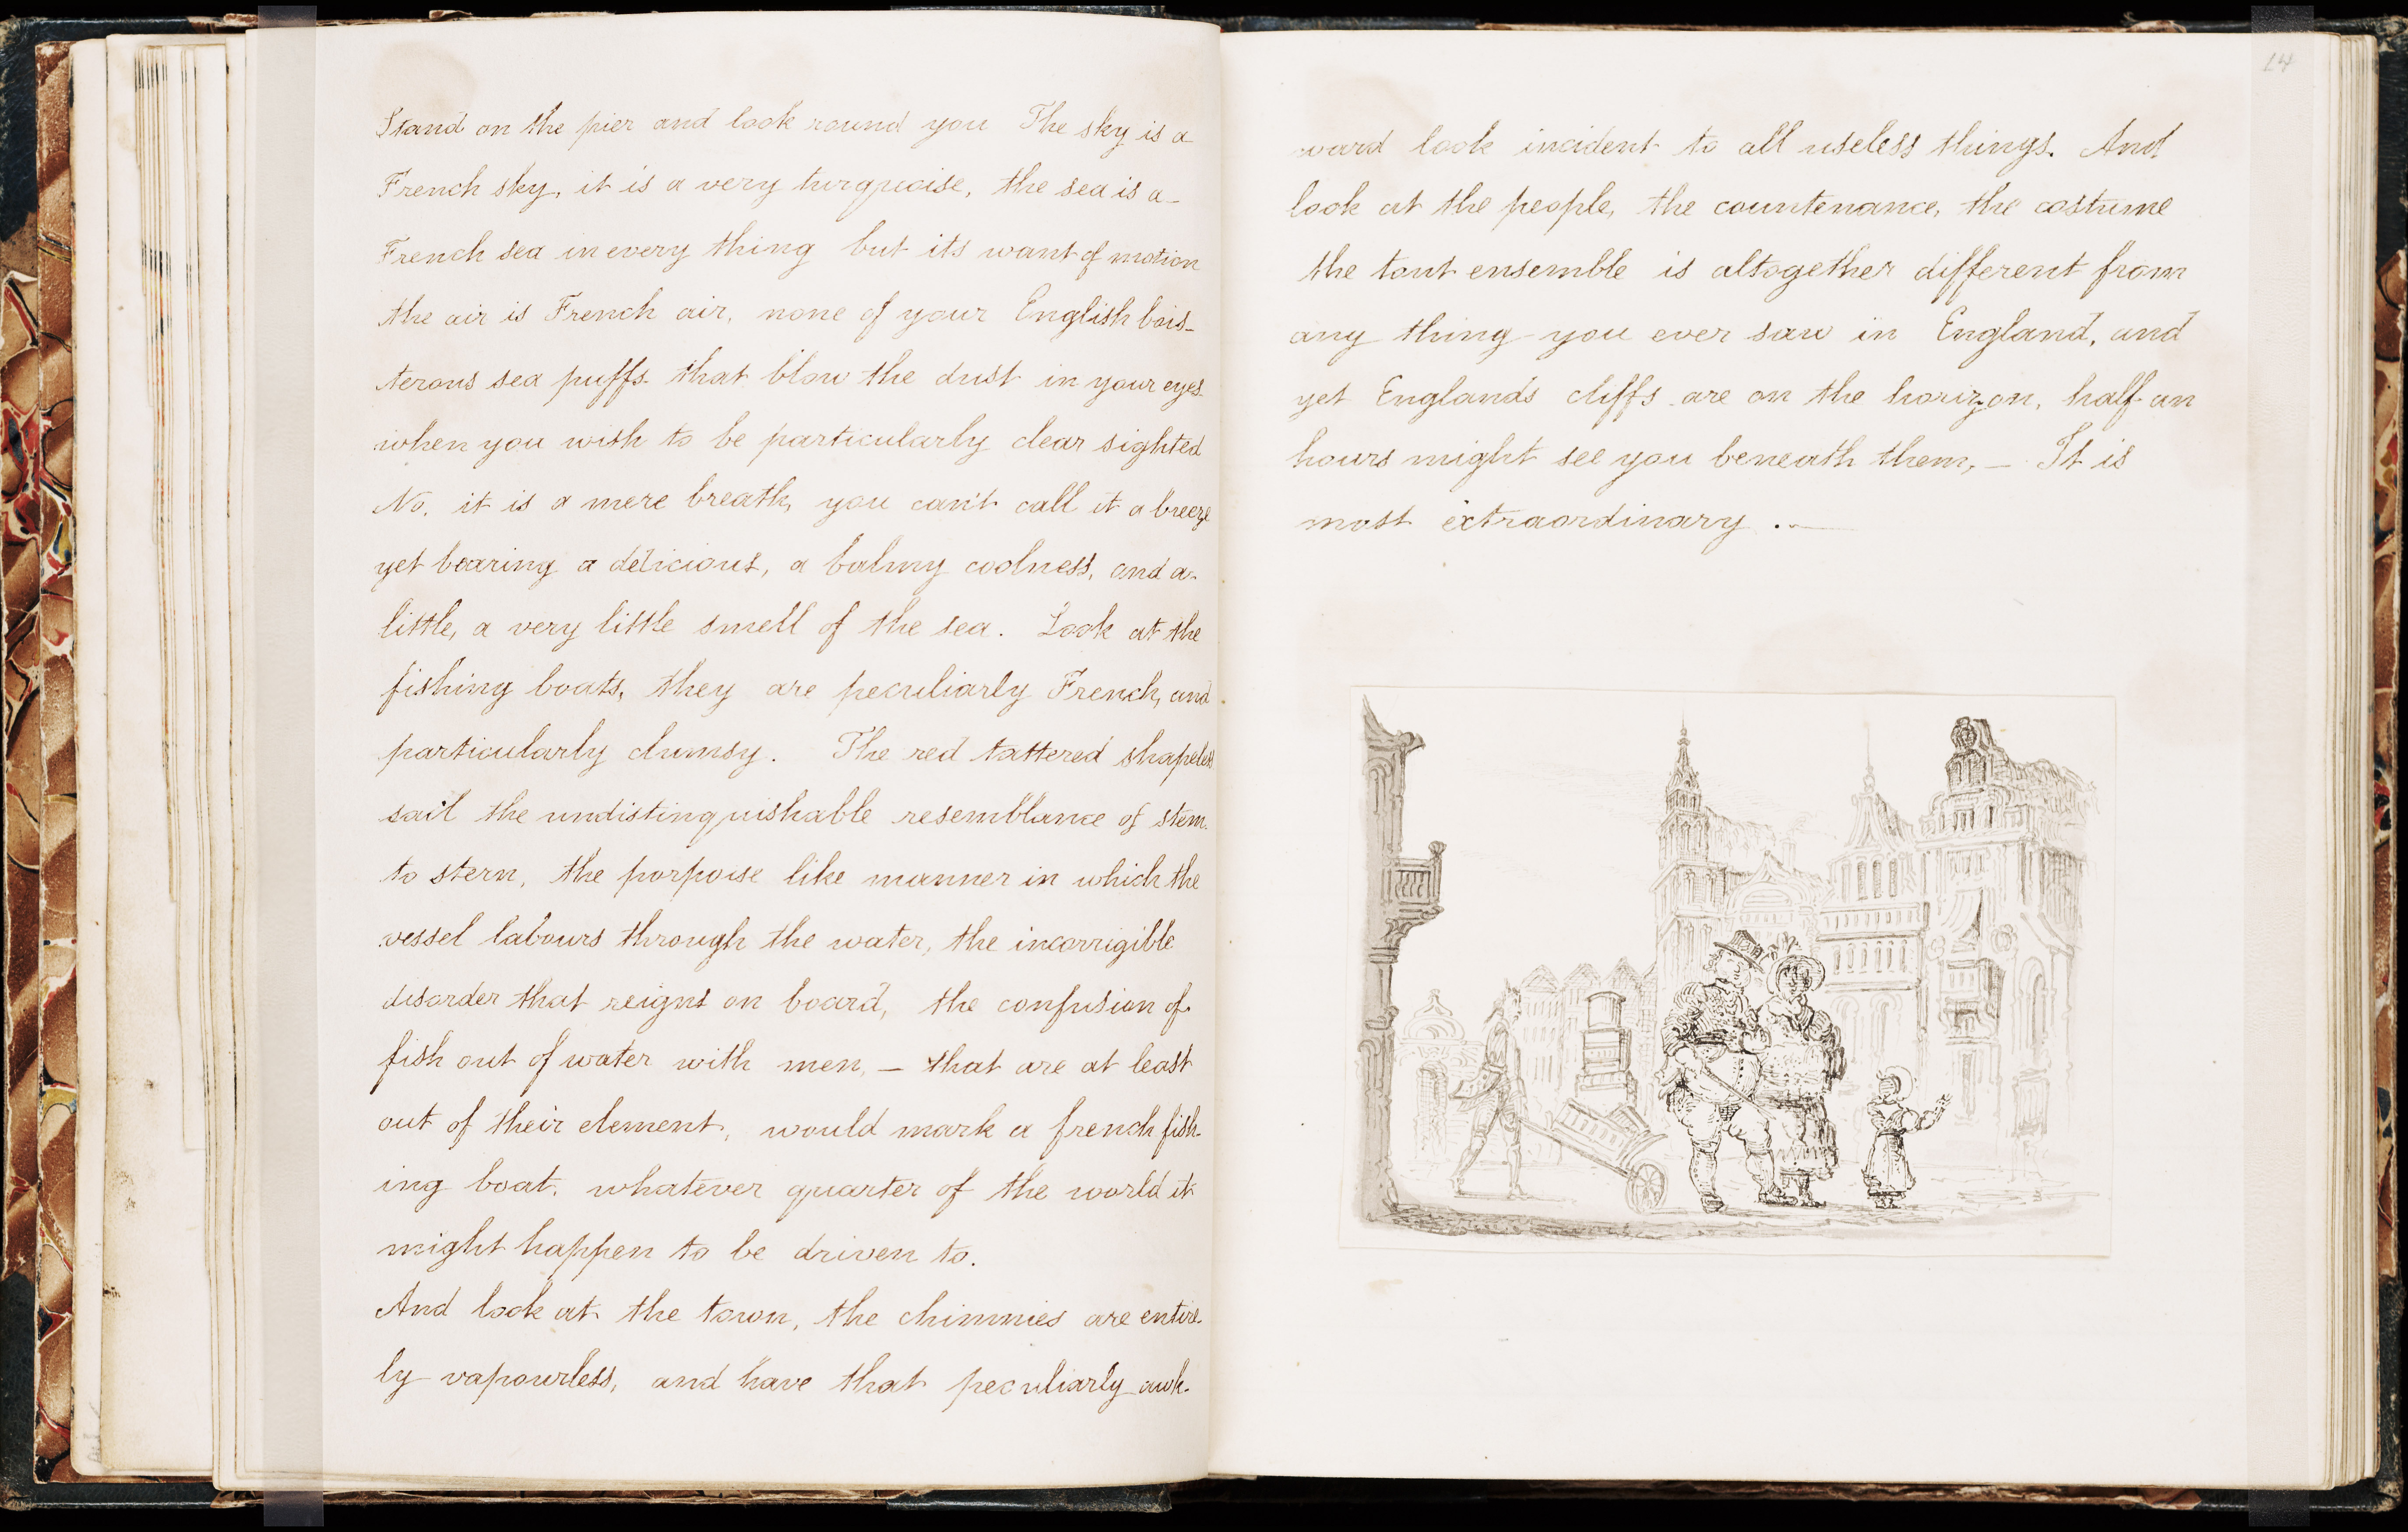 Stand on the pier and look round you The sky is a
French sky, it is a very turquoise, the sea is a
French sea in every thing but its want of motion
the air is French air, none of your English bois-
terous sea puffs that blow the dust in your eyes
when you wish to be particularly clear sighted
No, it is a mere breath, you can't call it a breeze
yet bearing a delicious, a balmy coolness, and a
little, a very little smell of the sea. Look at the
fishing boats, they are peculiarly French, and
particularly clumsy. The red tattered shapeless
sail the undistinguishable resemblance of stem
to stern, the porpoise like manner in which the
vessel labours through the water, the incorrigible
disorder that reigns on board, the confusion of
fish out of water with men, — that are at least
out of their element, would mark a french fish-
ing boat, whatever quarter of the world it
might happen to be driven to.
And look at the town, the chimnies are entire-
ly vapourless, and have that peculiarly awk-
14
ward look incident to all useless things. And
look at the people, the countenance, the costume
the tout ensemble is altogether different from
any thing you ever saw in England, and
yet Englands cliffs are on the horizon, half an
hours might see you beneath them, — It is
most extraordinary. —